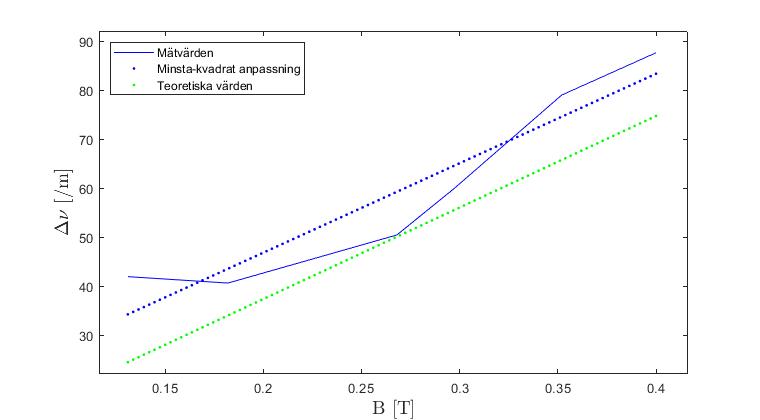 90
80
70
60
50
40
30
Δν [/m]
Mätvärden
Minsta-kvadrat anpassning
Teoretiska värden
0.15 0.2 0.25 0.3 0.35 0.4
B [T]